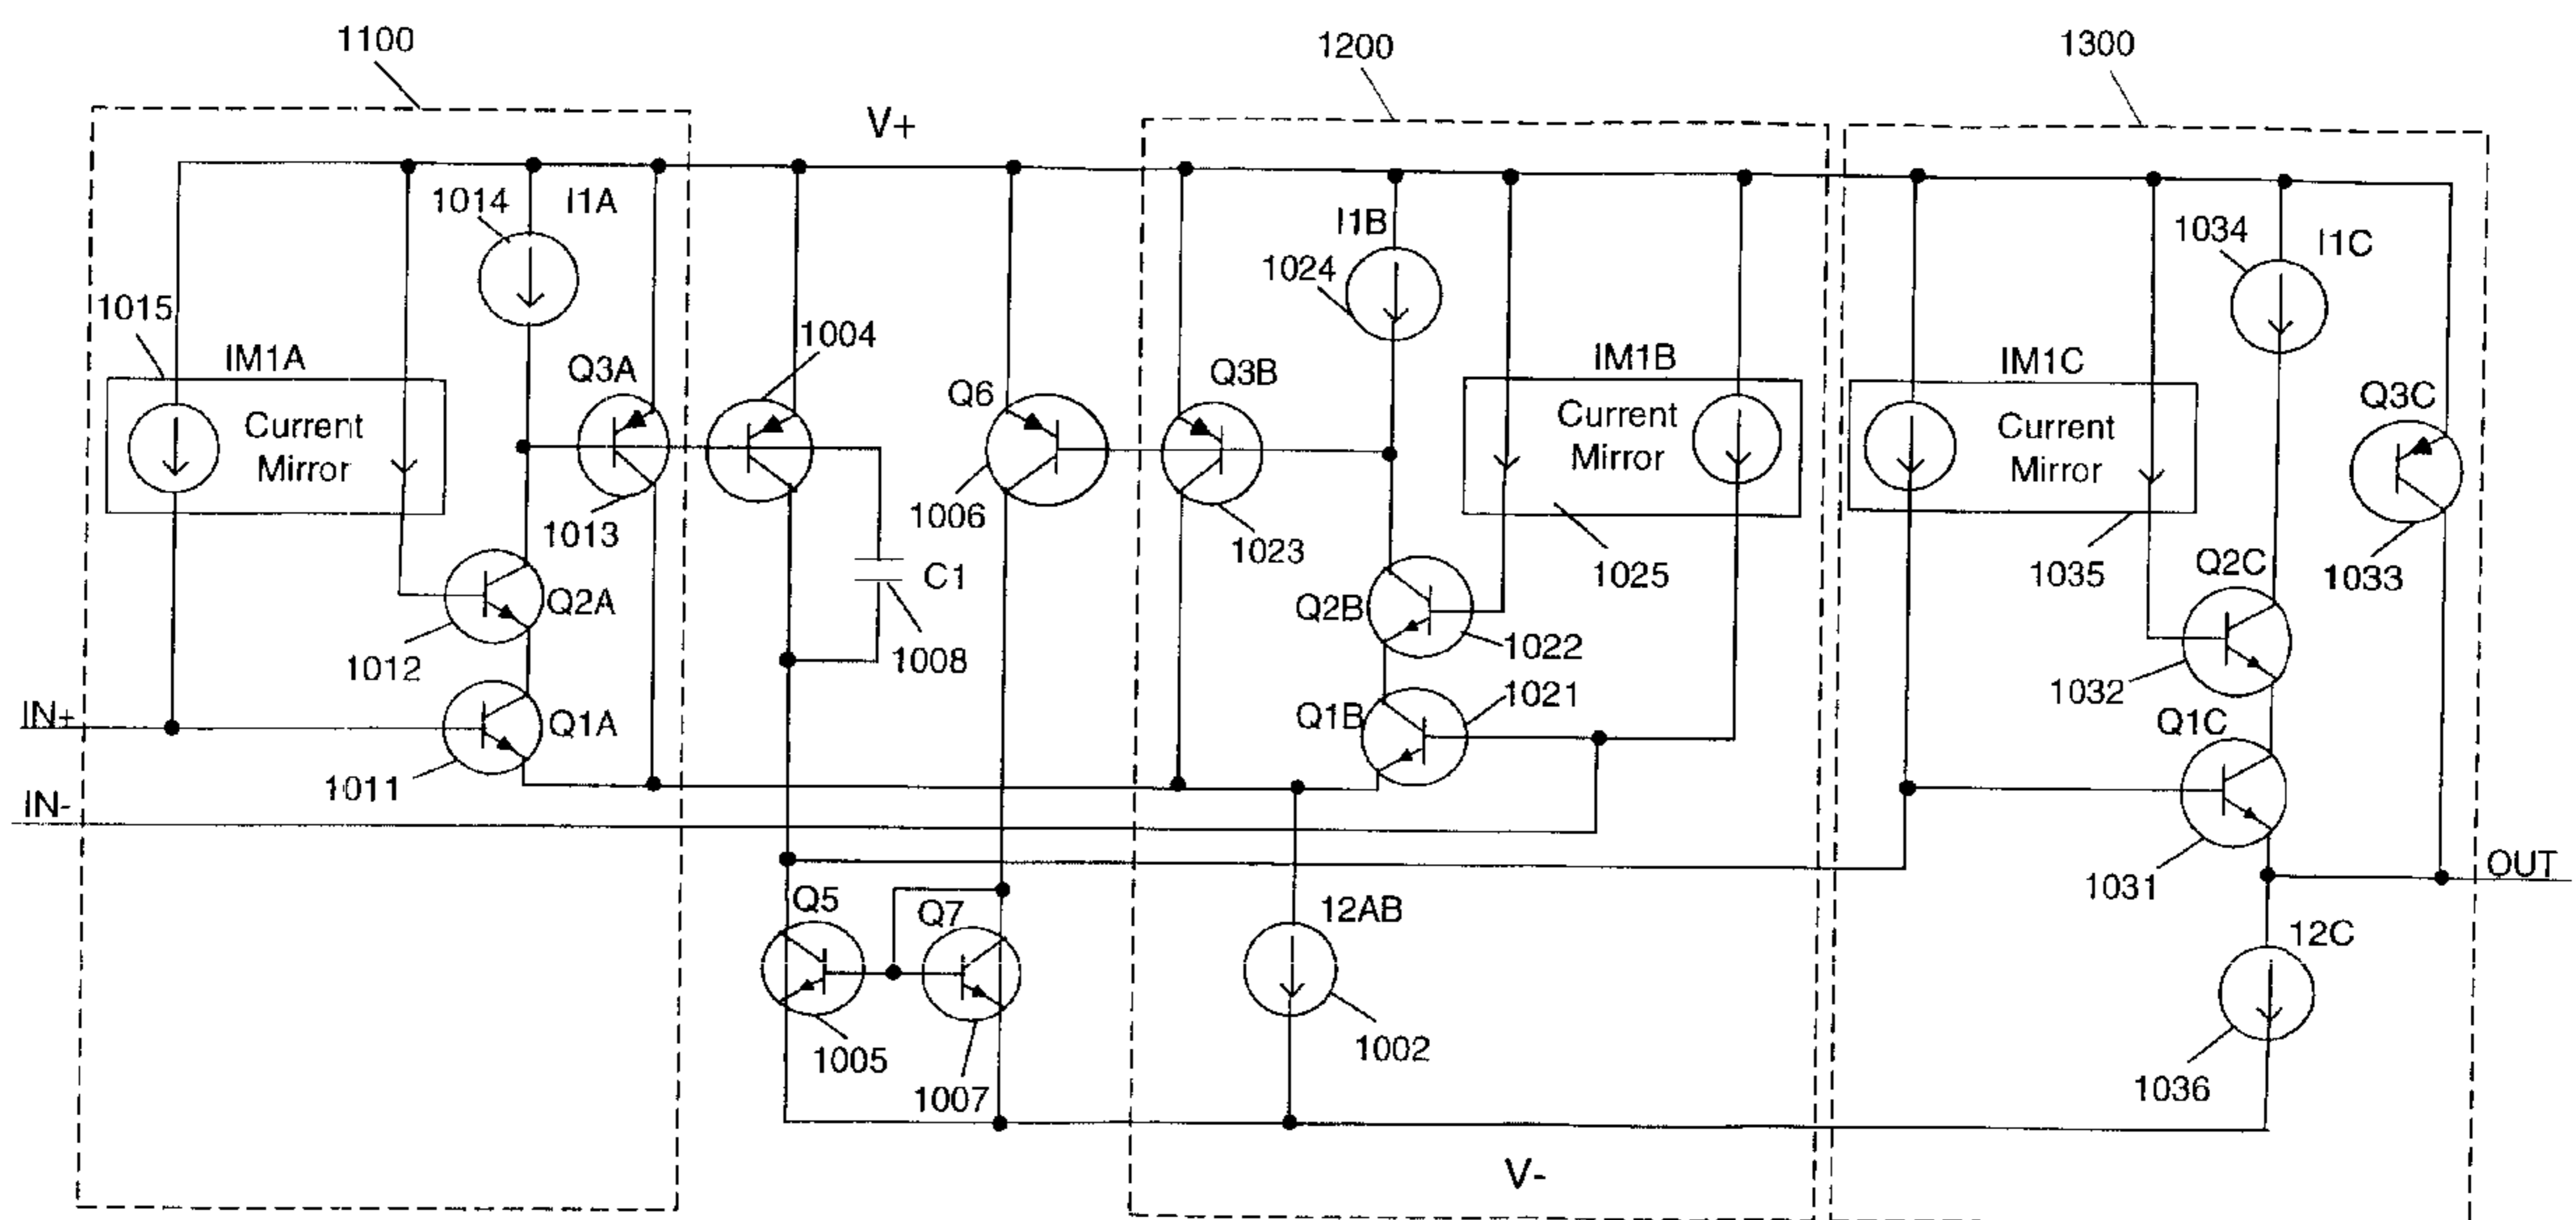 1100
1200
1300
V+
1014
I1A
I1B
1034
I1C
1024
1015
1004
IM1A
Q3A
Q6
Q3B
IM1B
IM1C
Q3C
Current
Mirror
Current
Mirror
Current
Mirror
1013
1006
1023
1025
1035
1033
C1
Q2C
Q2A
Q2B
1012
1008
1022
1032
1021
IN+
Q1A
Q1B
Q1C
1011
IN-
OUT
1031
Q5
Q7
12AB
12C
1005
1002
1007
1036
V-